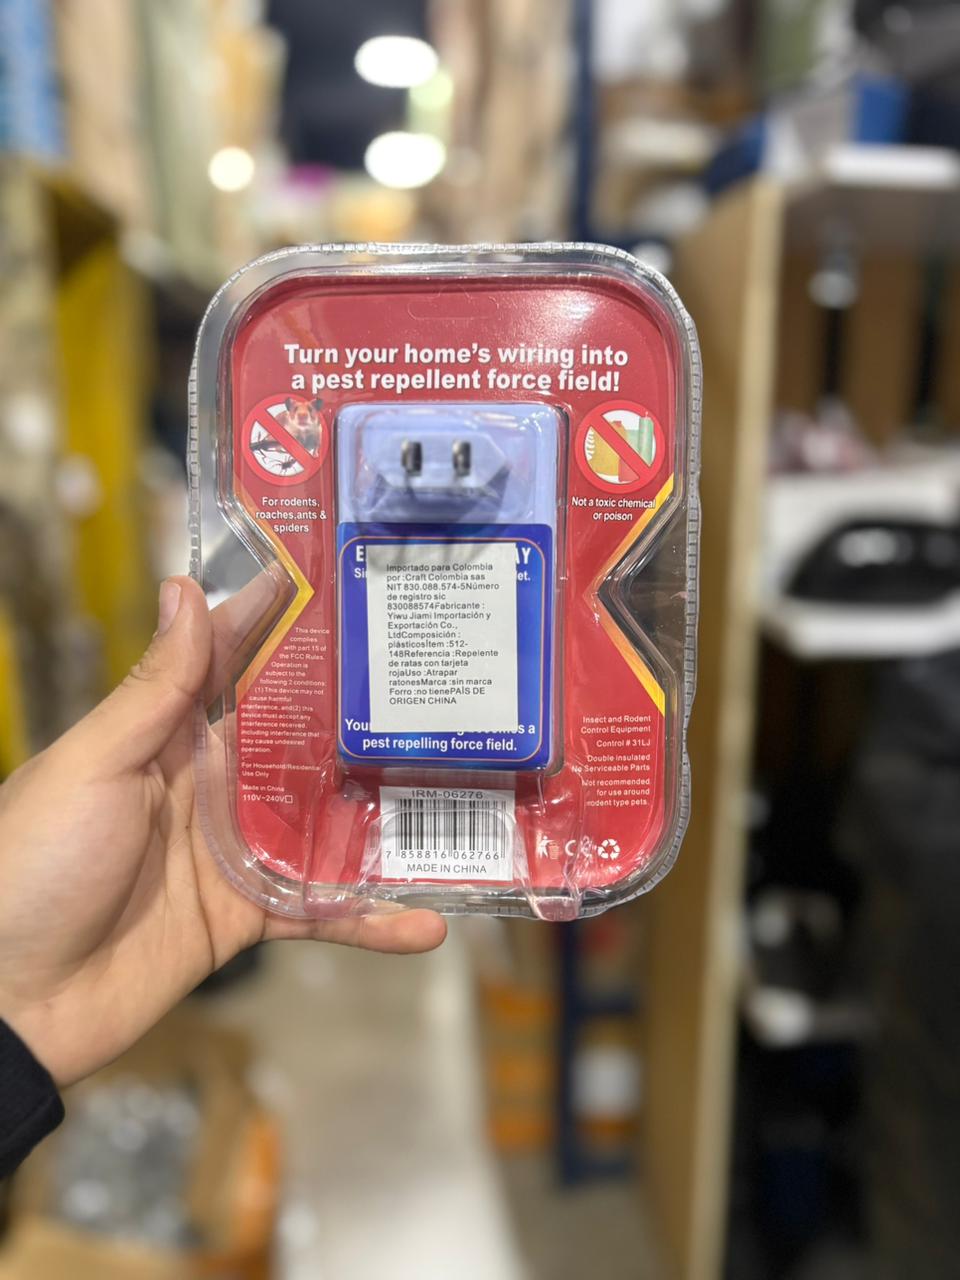 Turn your home's wiring into
a pest repellent force field!
For rodents,
roaches,ants &
spiders
Not a toxic chemical
or poison
Importado para Colombia
por :Craft Colombia sas
NIT 830.088.574-5Número
de registro sic
830088574Fabricante :
Yiwu Jiami Importación y
Exportación Co.,
LtdComposición :
plásticosÍtem :512-
148Referencia :Repelente
de ratas con tarjeta
rojaUso :Atrapar
ratonesMarca :sin marca
Forro :no tienePAÍS DE
ORIGEN CHINA
a
pest repelling force field.
This device
complies
with part 15 of
the FCC Rules.
Operation is
subject to the
following 2 conditions:
(1) This device may not
cause harmful
interference, and(2) this
device must accept any
interference received,
including interference that
may cause undesired
operation.
For Household/Residential
Use Only
Made in China
110V~240V
Insect and Rodent
Control Equipment
Control # 31LJ
Double insulated
No Serviceable Parts
Not recommended
for use around
rodent type pets.
IRM-06276
7 858816 062766
MADE IN CHINA